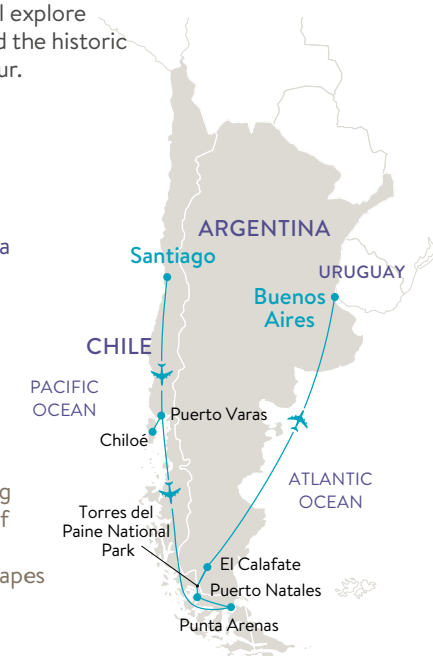 l explore
d the historic
ur.
a
g
f
apes
ARGENTINA
Santiago
URUGUAY
Buenos
Aires
CHILE
PACIFIC
OCEAN
Puerto Varas
Chiloé
ATLANTIC
OCEAN
Torres del
Paine National
Park
El Calafate
Puerto Natales
Punta Arenas